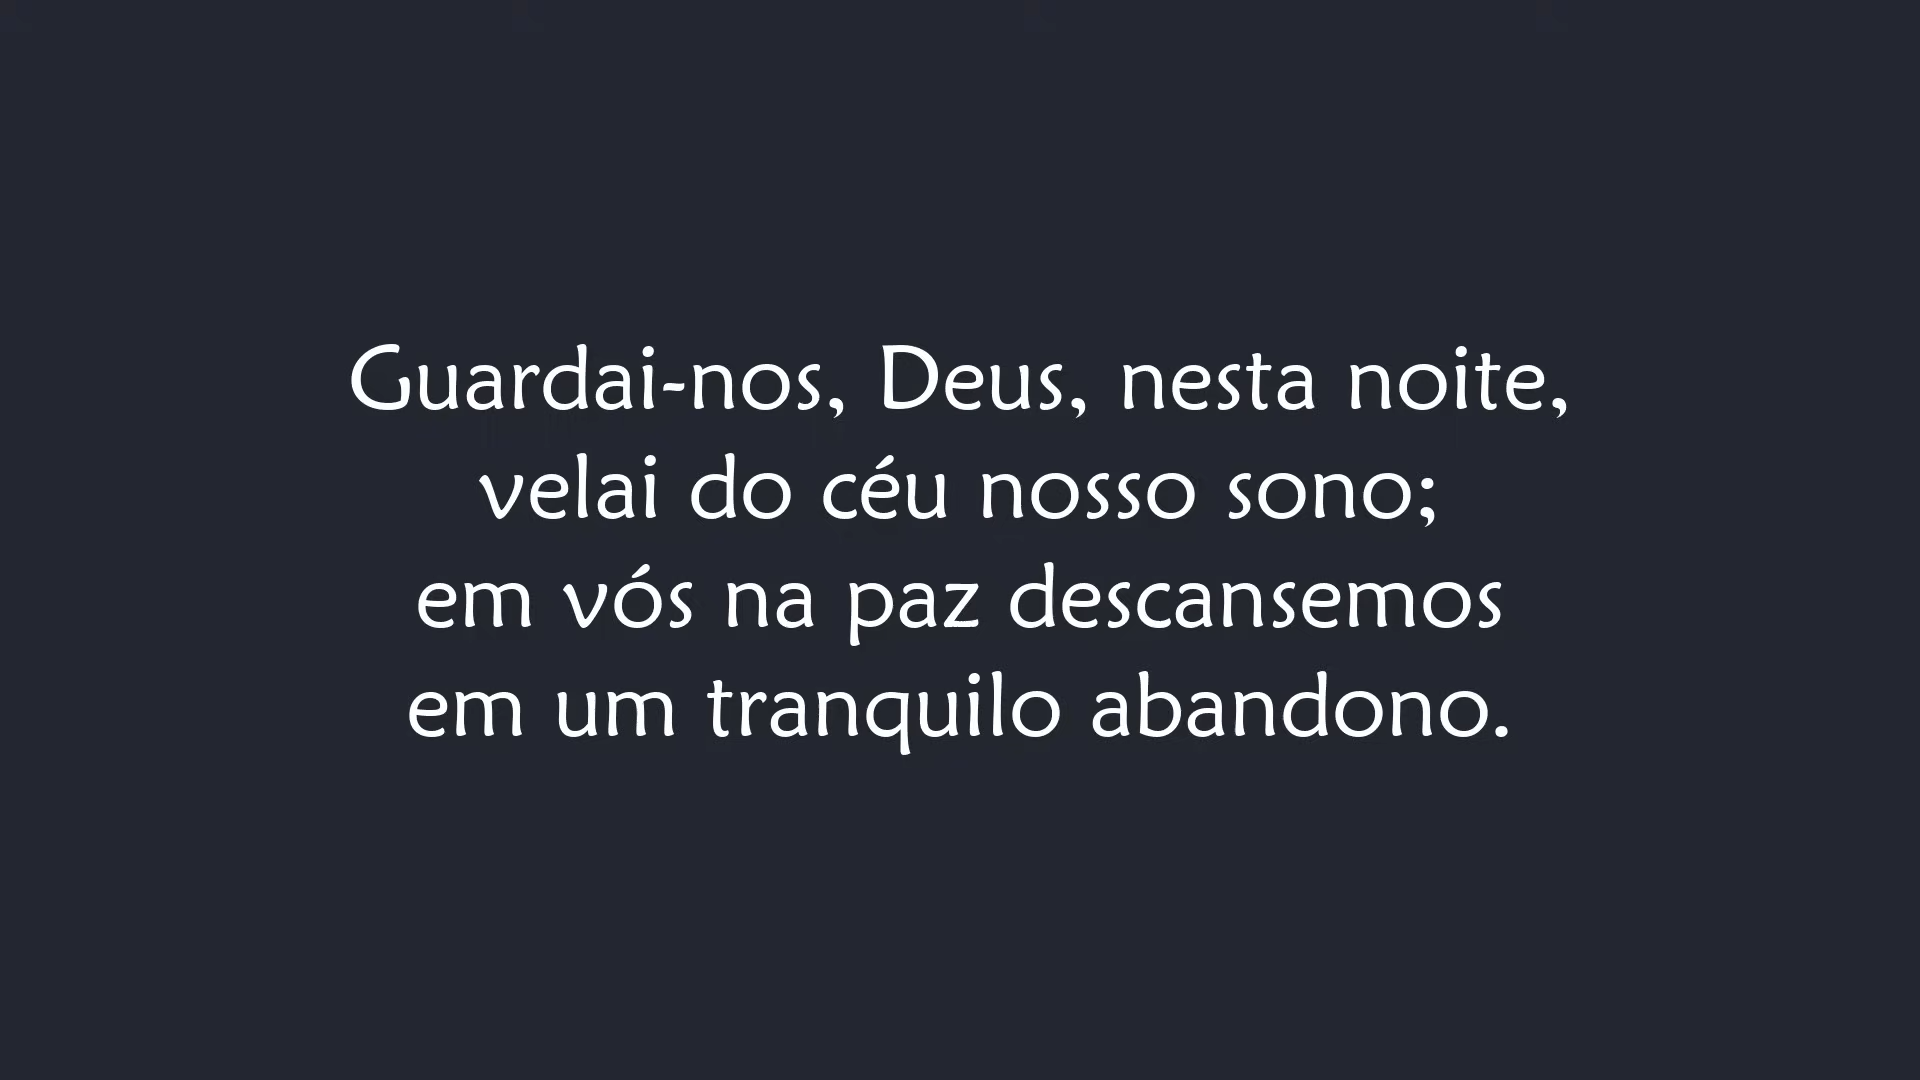 Guardai-nos, Deus, nesta noite,
velai do céu nosso sono;
em vós na paz descansemos
em um tranquilo abandono.